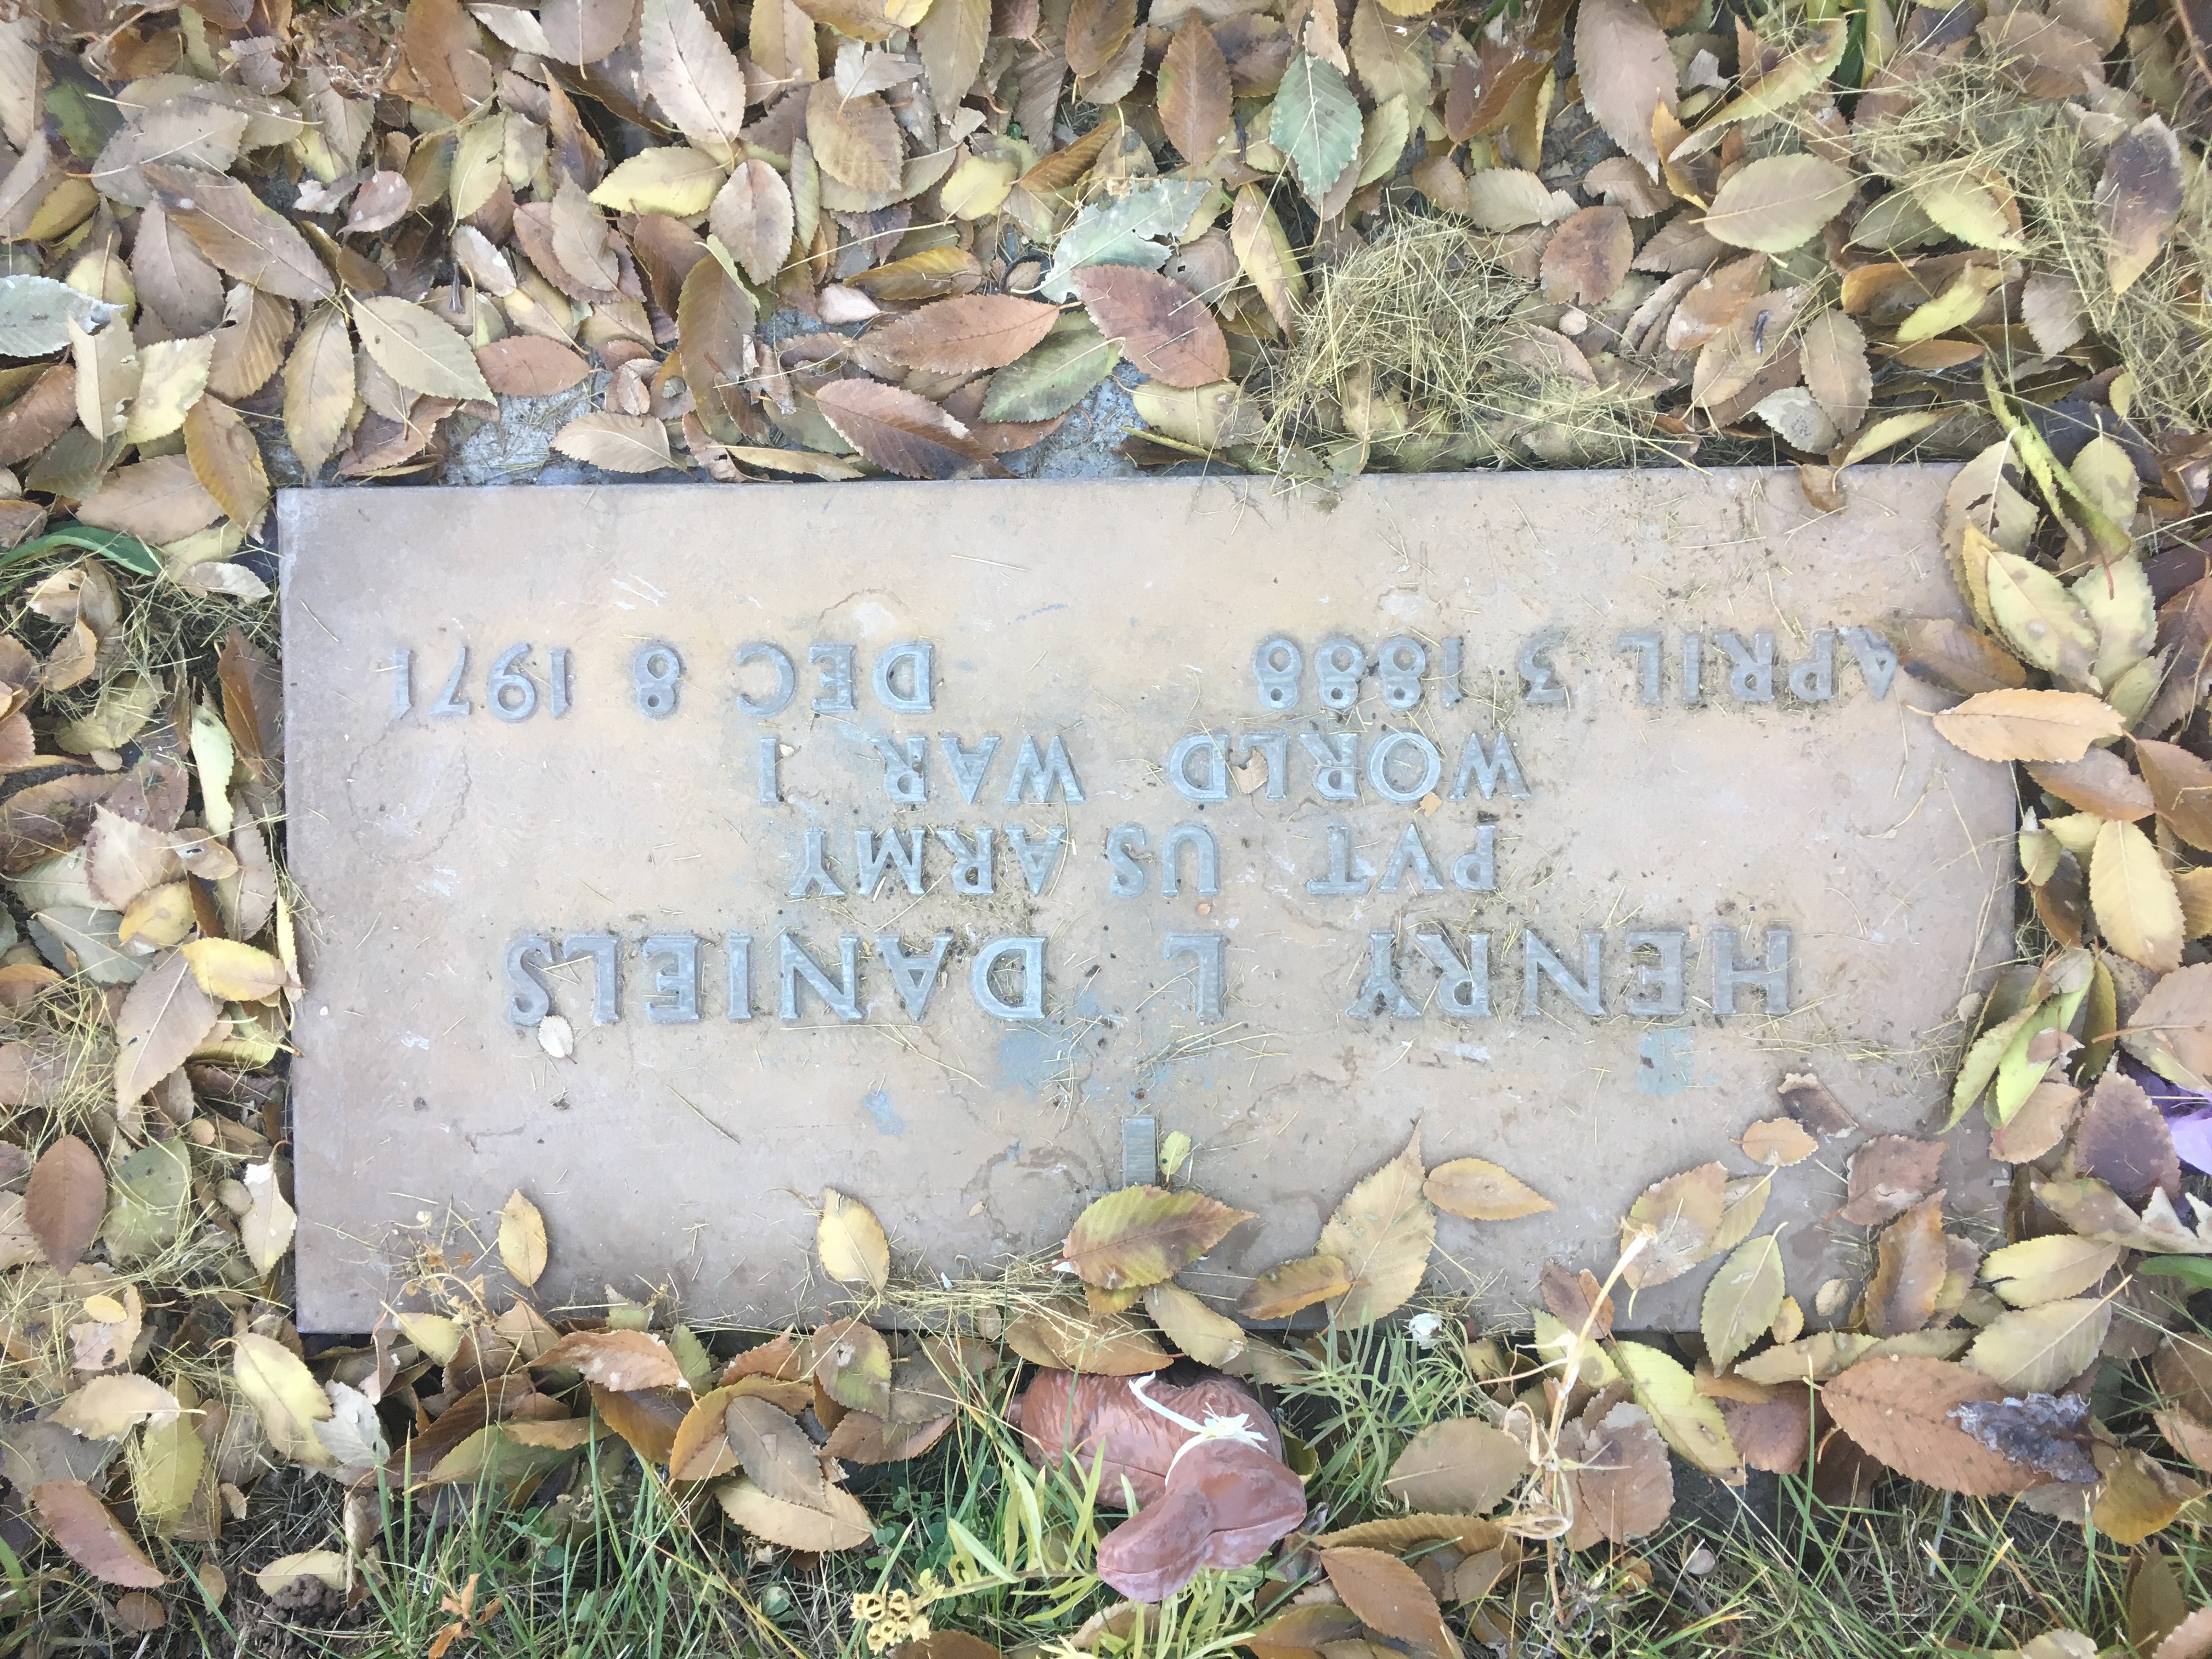 HENRY L DANIELS
PVT US ARMY
WORLD WAR I
APRIL 3 1888 DEC 8 1971